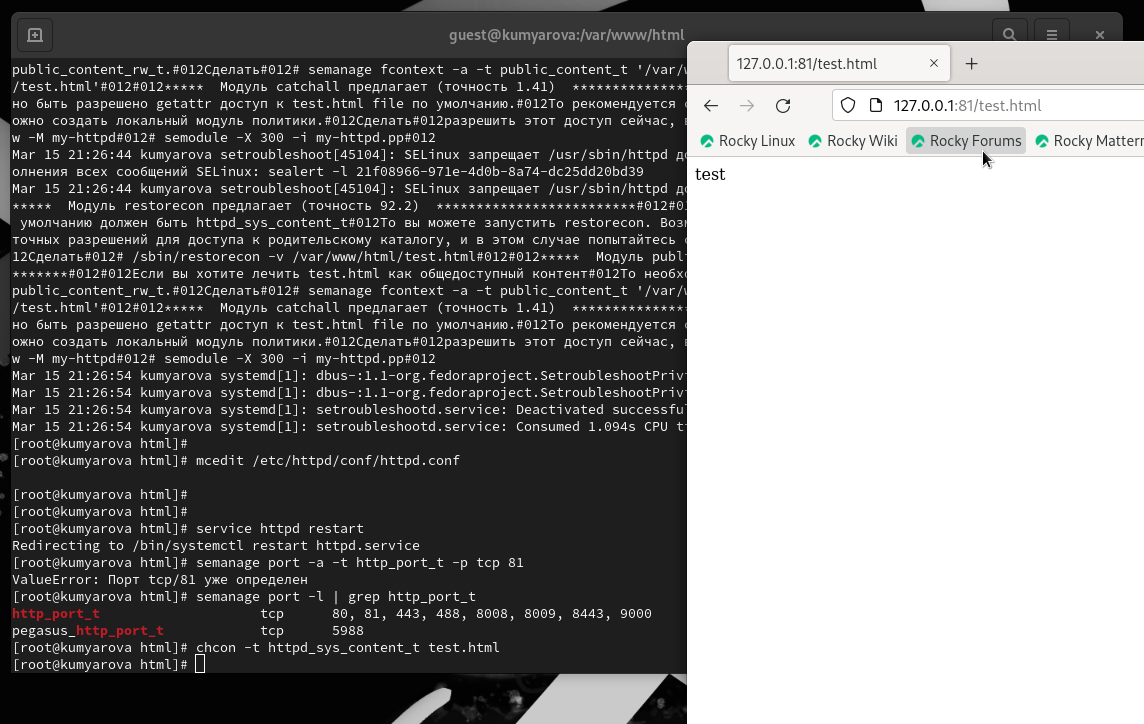 guest@kumyarova:/var/www/html
public_content_rw_t.#012Сделать#012# semanage fcontext -a -t public_content_t '/var/w
/test.html'#012#012***** Модуль catchall предлагает (точность 1.41) ****************
но быть разрешено getattr доступ к test.html file по умолчанию.#012То рекомендуется
ожно создать локальный модуль политики.#012Сделать#012разрешить этот доступ сейчас,
w -M my-httpd#012# semodule -X 300 -i my-httpd.pp#012
Mar 15 21:26:44 kumyarova setroubleshoot[45104]: SELinux запрещает /usr/sbin/httpd до
олнения всех сообщений SELinux: sealert -l 21f08966-971e-4d0b-8a74-dc25dd20bd39
Mar 15 21:26:44 kumyarova setroubleshoot[45104]: SELinux запрещает /usr/sbin/httpd до
***** Модуль restorecon предлагает (точность 92.2) *************************#012#01
умолчанию должен быть httpd_sys_content_t#012То вы можете запустить restorecon. Воз
точных разрешений для доступа к родительскому каталогу, и в этом случае попытайтесь с
12Сделать#012# /sbin/restorecon -v /var/www/html/test.html#012#012***** Модуль publ
*******#012#012Если вы хотите лечить test.html как общедоступный контент#012То необхо
public_content_rw_t.#012Сделать#012# semanage fcontext -a -t public_content_t '/var/w
/test.html'#012#012***** Модуль catchall предлагает (точность 1.41) ****************
но быть разрешено getattr доступ к test.html file по умолчанию.#012То рекомендуется
ожно создать локальный модуль политики.#012Сделать#012разрешить этот доступ сейчас,
w -M my-httpd#012# semodule -X 300 -i my-httpd.pp#012
Mar 15 21:26:54 kumyarova systemd[1]: dbus-:1.1-org.fedoraproject.SetroubleshootPriv
Mar 15 21:26:54 kumyarova systemd[1]: dbus-:1.1-org.fedoraproject.SetroubleshootPriv
Mar 15 21:26:54 kumyarova systemd[1]: setroubleshootd.service: Deactivated successfu
Mar 15 21:26:54 kumyarova systemd[1]: setroubleshootd.service: Consumed 1.094s CPU t
[root@kumyarova html]#
[root@kumyarova html]# mcedit /etc/httpd/conf/httpd.conf
[root@kumyarova html]#
[root@kumyarova html]#
[root@kumyarova html]# service httpd restart
Redirecting to /bin/systemctl restart httpd.service
[root@kumyarova html]# semanage port -a -t http_port_t -p tcp 81
ValueError: Порт tcp/81 уже определен
[root@kumyarova html]# semanage port -l | grep http_port_t
http_port_t tcp 80, 81, 443, 488, 8008, 8009, 8443, 9000
pegasus_http_port_t tcp 5988
[root@kumyarova html]# chcon -t httpd_sys_content_t test.html
[root@kumyarova html]#
127.0.0.1:81/test.html
127.0.0.1:81/test.html
Rocky Linux Rocky Wiki Rocky Forums Rocky Mattern
test